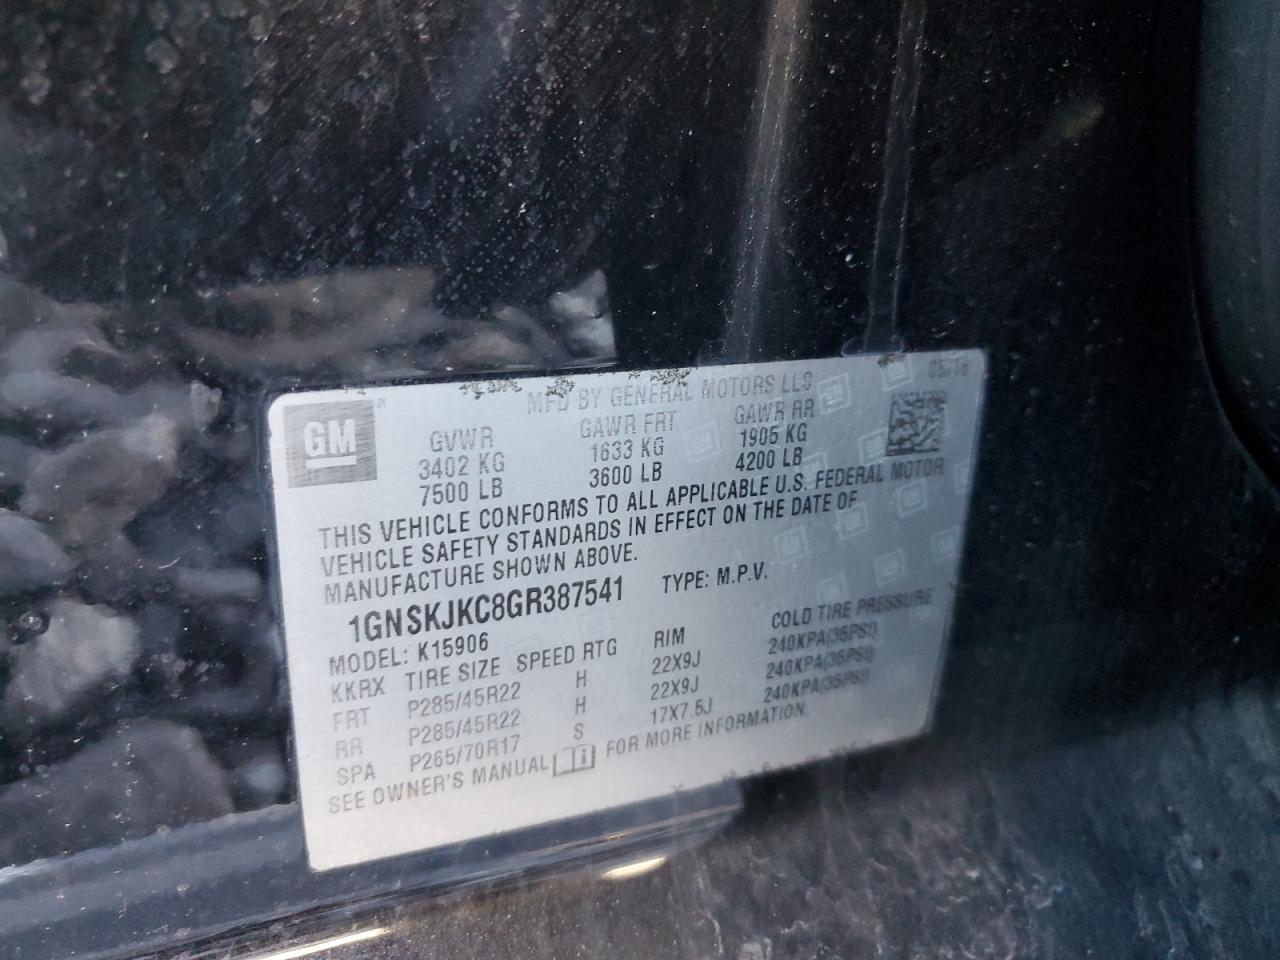 MFD BY GENERAL MOTORS LLC
GM
GVWR GAWR FRT GAWR RR
3402 KG 1633 KG 1905 KG
7500 LB 3600 LB 4200 LB
THIS VEHICLE CONFORMS TO ALL APPLICABLE U.S. FEDERAL MOTOR
VEHICLE SAFETY STANDARDS IN EFFECT ON THE DATE OF
MANUFACTURE SHOWN ABOVE.
1GNSKJKC8GR387541 TYPE: M.P.V.
MODEL: K15906
KKRX TIRE SIZE SPEED RTG RIM COLD TIRE PRESSURE
FRT P285/45R22 H 22X9J 240KPA(35PSI)
RR P285/45R22 H 22X9J 240KPA(35PSI)
SPA P265/70R17 S 17X7.5J 240KPA(35PSI)
SEE OWNER'S MANUAL FOR MORE INFORMATION.